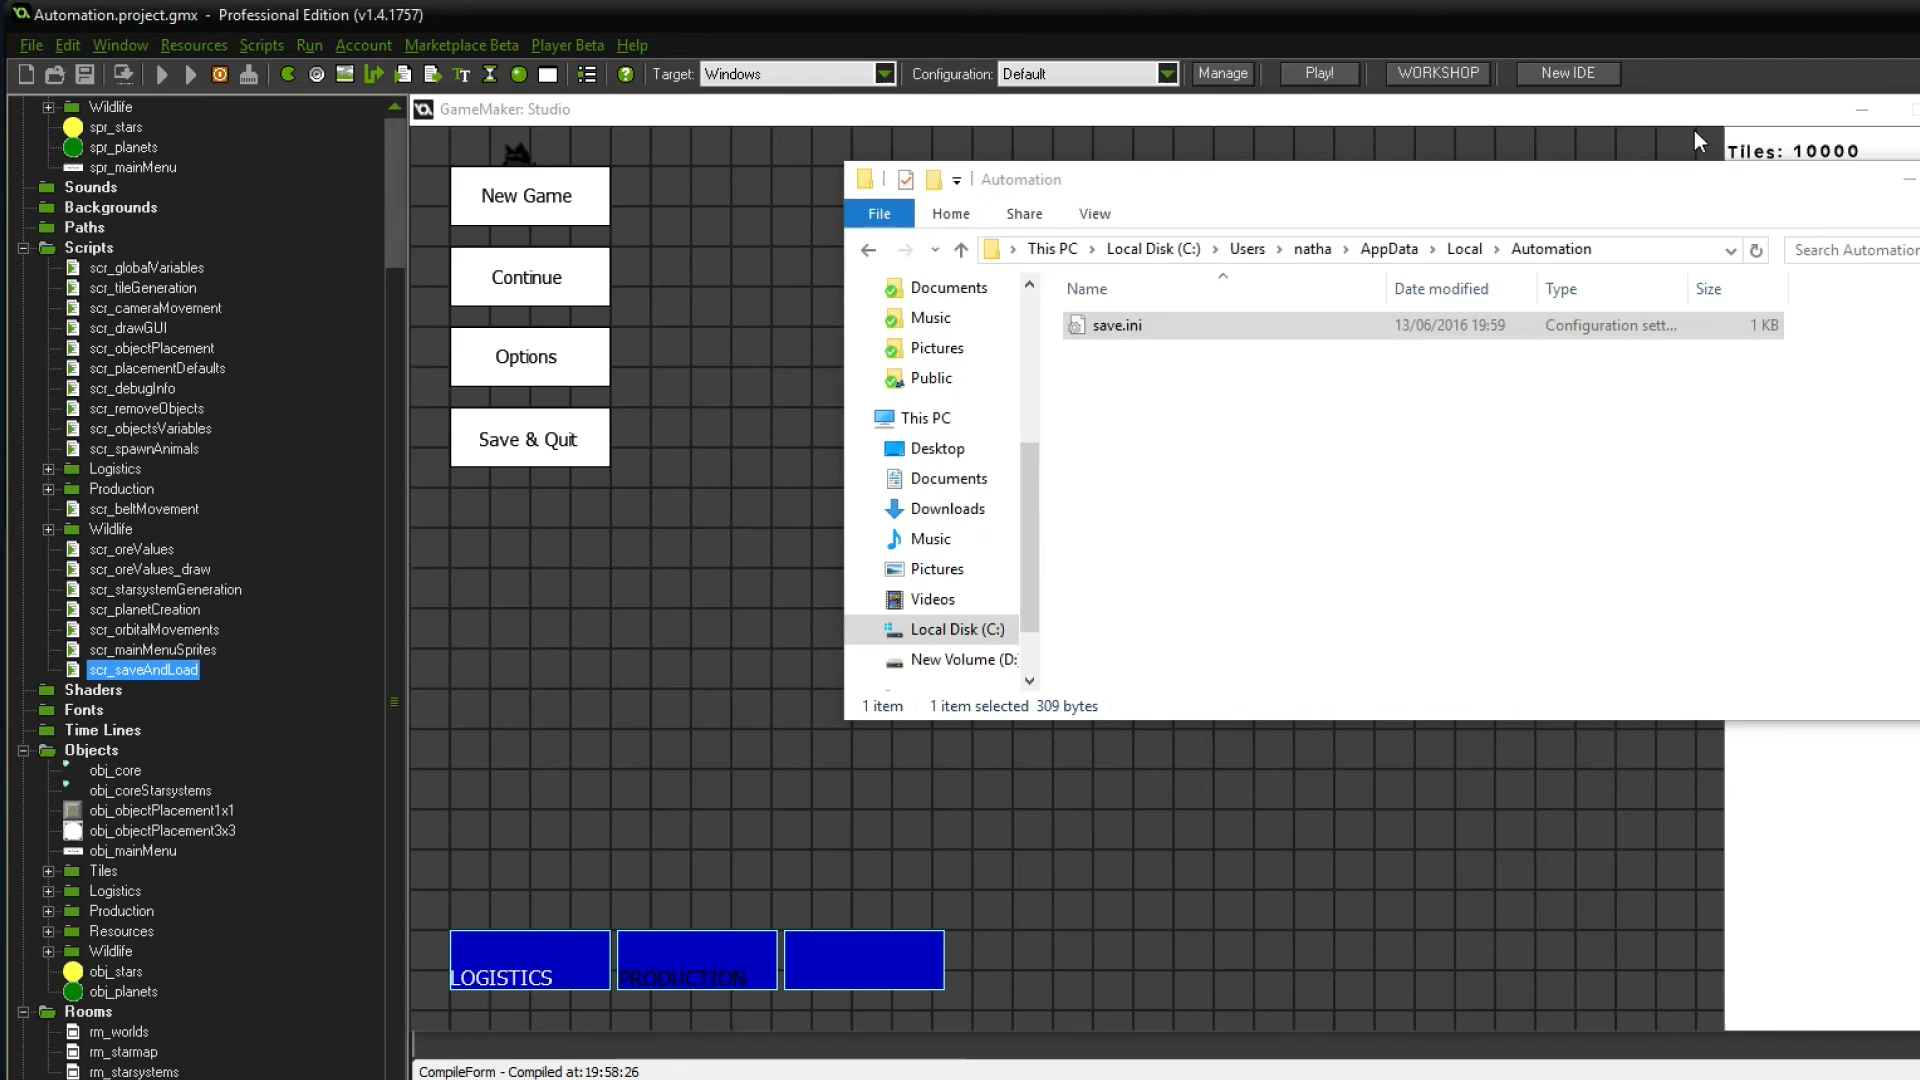 Automation.project.gmx - Professional Edition (v1.4.1757)
File Edit Window Resources Scripts Run Account Marketplace Beta Player Beta Help
Target: Windows Configuration: Default Manage Play! WORKSHOP New IDE
Wildlife
spr_stars
spr_planets
spr_mainMenu
Sounds
Backgrounds
Paths
Scripts
scr_globalVariables
scr_tileGeneration
scr_cameraMovement
scr_drawGUI
scr_objectPlacement
scr_placementDefaults
scr_debugInfo
scr_removeObjects
scr_objectsVariables
scr_spawnAnimals
Logistics
Production
scr_beltMovement
Wildlife
scr_oreValues
scr_oreValues_draw
scr_starsystemGeneration
scr_planetCreation
scr_orbitalMovements
scr_mainMenuSprites
scr_saveAndLoad
Shaders
Fonts
Time Lines
Objects
obj_core
obj_coreStarsystems
obj_objectPlacement1x1
obj_objectPlacement3x3
obj_mainMenu
Tiles
Logistics
Production
Resources
Wildlife
obj_stars
obj_planets
Rooms
rm_worlds
rm_starmap
rm_starsystems
GameMaker: Studio
Tiles: 10000
New Game
Continue
Options
Save & Quit
LOGISTICS
PRODUCTION
CompileForm - Compiled at:19:58:26
Automation
File Home Share View
This PC Local Disk (C:) Users natha AppData Local Automation
Search Automation
Documents
Music
Pictures
Public
This PC
Desktop
Documents
Downloads
Music
Pictures
Videos
Local Disk (C:)
New Volume (D:
Name Date modified Type Size
save.ini 13/06/2016 19:59 Configuration sett... 1 KB
1 item 1 item selected 309 bytes